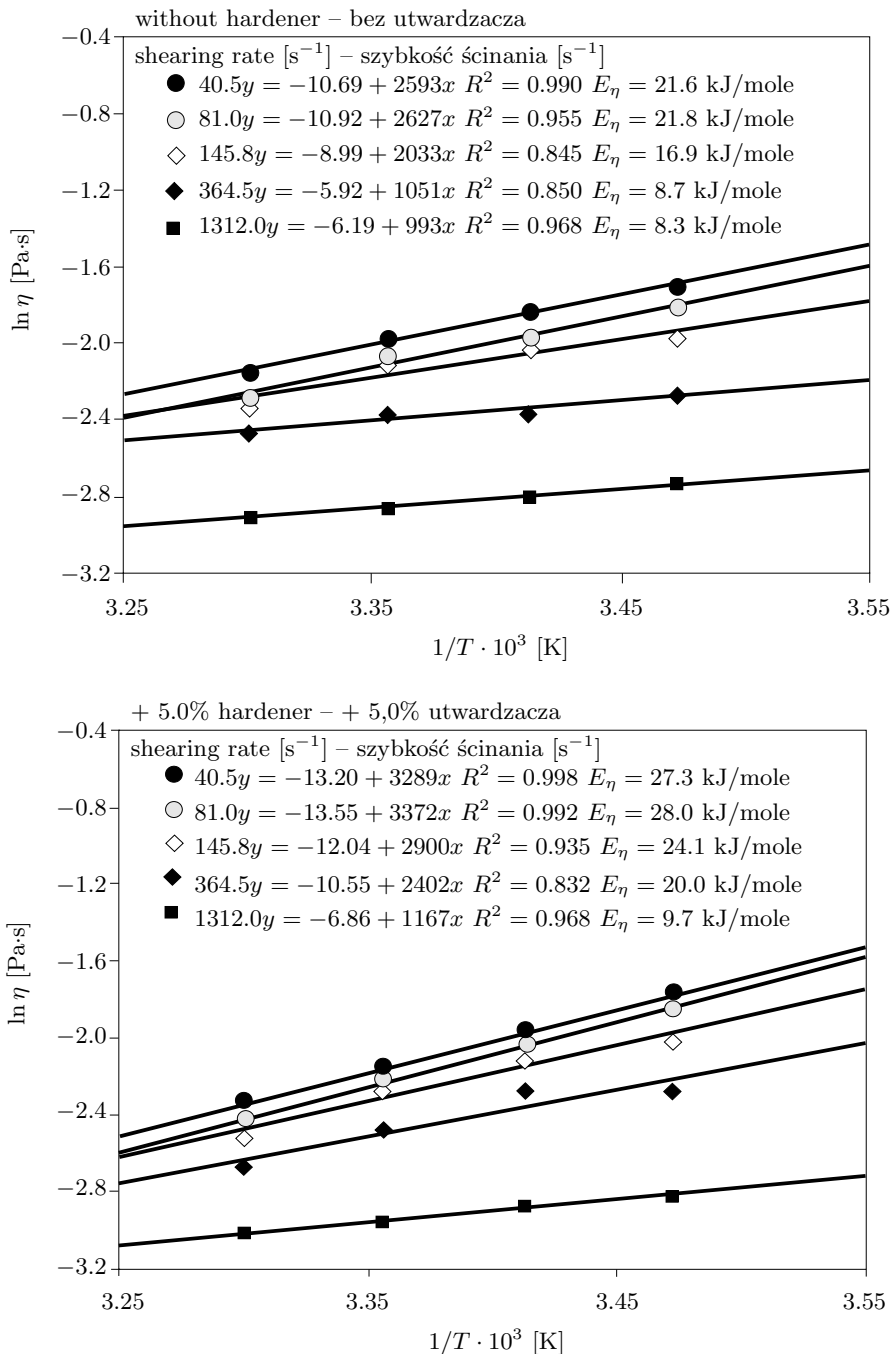 without hardener – bez utwardzacza
shearing rate [s⁻¹] – szybkość ścinania [s⁻¹]
40.5y = −10.69 + 2593x R² = 0.990 Eη = 21.6 kJ/mole
81.0y = −10.92 + 2627x R² = 0.955 Eη = 21.8 kJ/mole
145.8y = −8.99 + 2033x R² = 0.845 Eη = 16.9 kJ/mole
364.5y = −5.92 + 1051x R² = 0.850 Eη = 8.7 kJ/mole
1312.0y = −6.19 + 993x R² = 0.968 Eη = 8.3 kJ/mole
ln η [Pa·s]
−0.4
−0.8
−1.2
−1.6
−2.0
−2.4
−2.8
−3.2
3.25 3.35 3.45 3.55
1/T · 10³ [K]
+ 5.0% hardener – + 5,0% utwardzacza
shearing rate [s⁻¹] – szybkość ścinania [s⁻¹]
40.5y = −13.20 + 3289x R² = 0.998 Eη = 27.3 kJ/mole
81.0y = −13.55 + 3372x R² = 0.992 Eη = 28.0 kJ/mole
145.8y = −12.04 + 2900x R² = 0.935 Eη = 24.1 kJ/mole
364.5y = −10.55 + 2402x R² = 0.832 Eη = 20.0 kJ/mole
1312.0y = −6.86 + 1167x R² = 0.968 Eη = 9.7 kJ/mole
ln η [Pa·s]
−0.4
−0.8
−1.2
−1.6
−2.0
−2.4
−2.8
−3.2
3.25 3.35 3.45 3.55
1/T · 10³ [K]